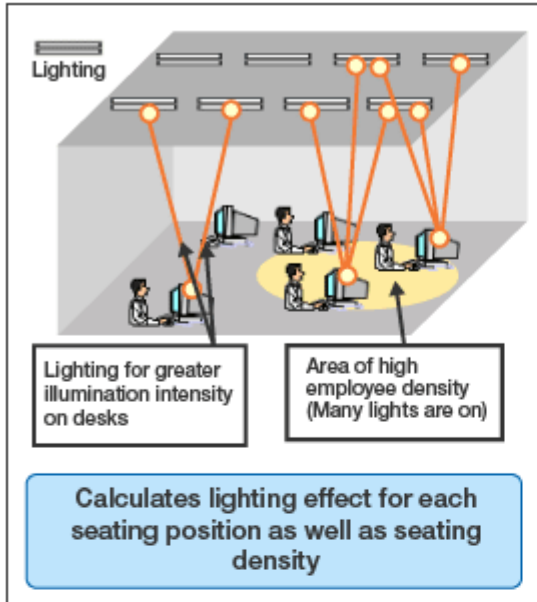 Lighting
Lighting for greater
illumination intensity
on desks
Area of high
employee density
(Many lights are on)
Calculates lighting effect for each
seating position as well as seating
density